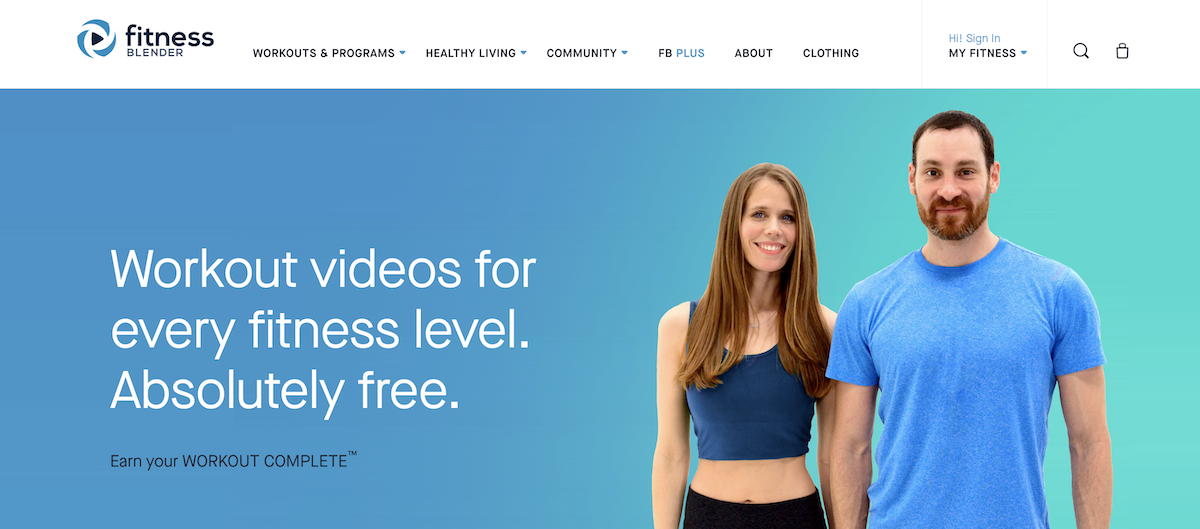 fitness
BLENDER
WORKOUTS & PROGRAMS
HEALTHY LIVING
COMMUNITY
FB PLUS
ABOUT
CLOTHING
Hi! Sign In
MY FITNESS
Workout videos for
every fitness level.
Absolutely free.
Earn your WORKOUT COMPLETE™